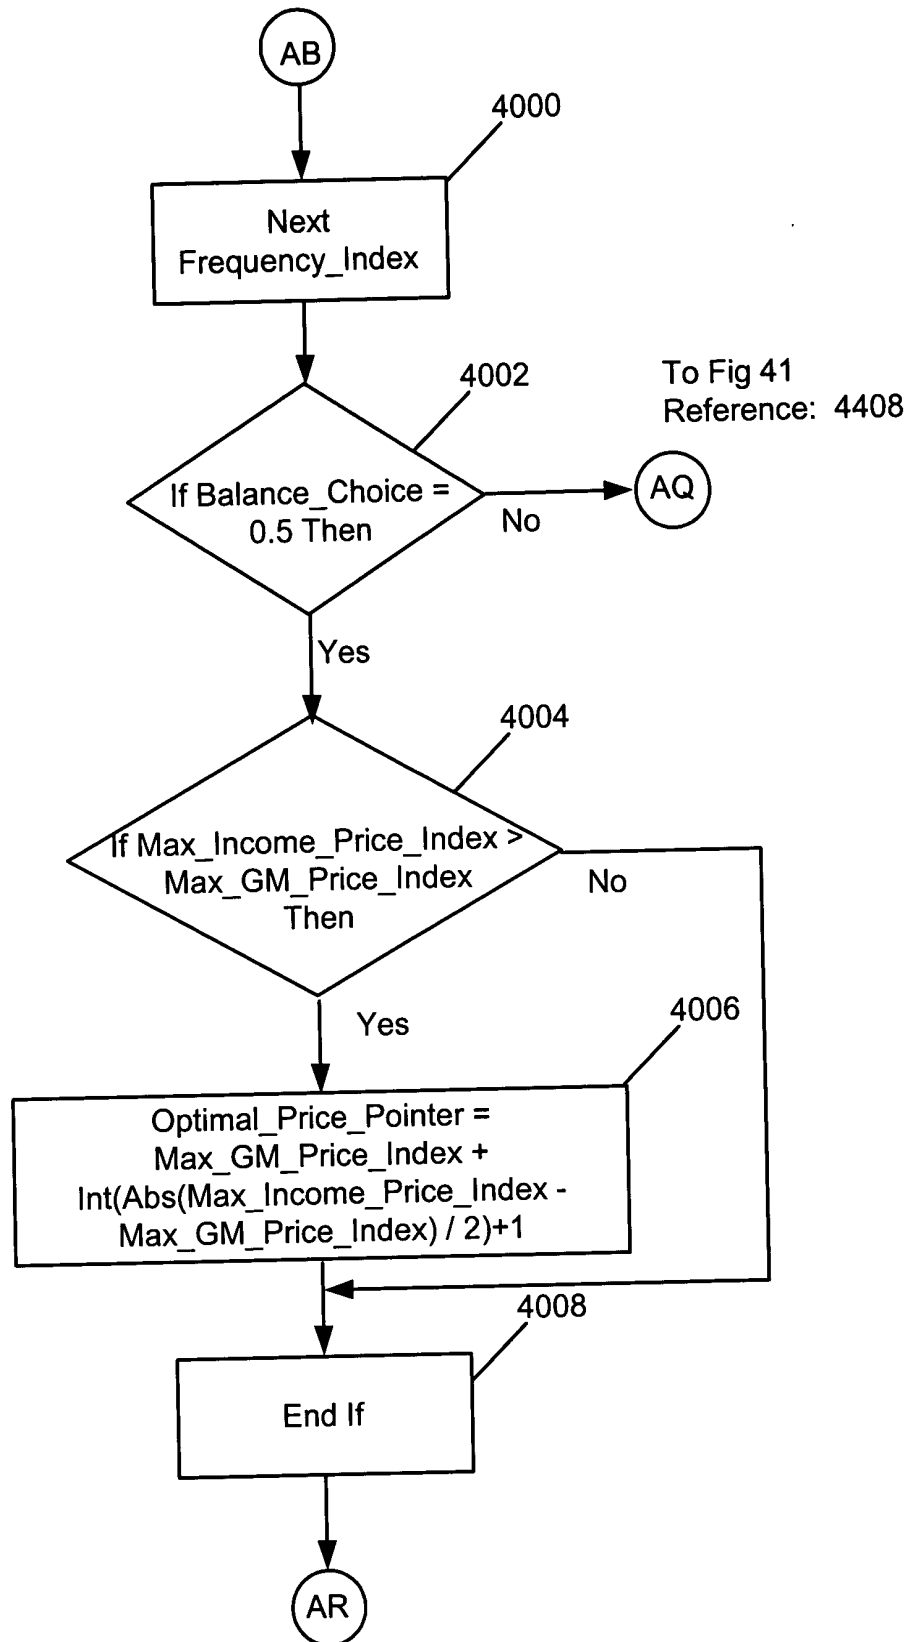 AB
4000
Next
Frequency_Index
4002
To Fig 41
Reference: 4408
If Balance_Choice =
0.5 Then
No
AQ
Yes
4004
If Max_Income_Price_Index >
Max_GM_Price_Index
Then
No
Yes
4006
Optimal_Price_Pointer =
Max_GM_Price_Index +
Int(Abs(Max_Income_Price_Index -
Max_GM_Price_Index) / 2)+1
4008
End If
AR